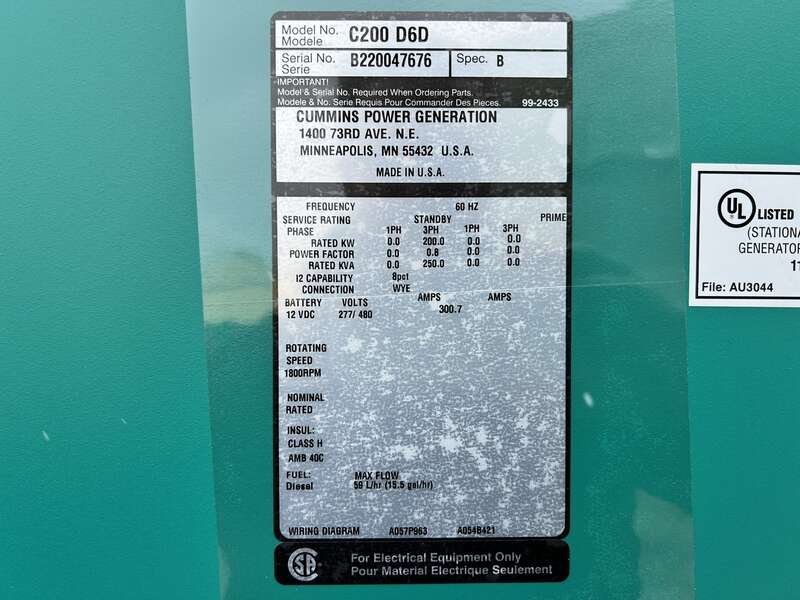 Model No. C200 D6D
Modele
Serial No. B220047676 Spec. B
Serie
IMPORTANT!
Model & Serial No. Required When Ordering Parts.
Modele & No. Serie Requis Pour Commander Des Pieces. 99-2433
CUMMINS POWER GENERATION
1400 73RD AVE. N.E.
MINNEAPOLIS, MN 55432 U.S.A.
MADE IN U.S.A.
FREQUENCY 60 HZ
SERVICE RATING STANDBY PRIME
PHASE 1PH 3PH 1PH 3PH
RATED KW 0.0 200.0 0.0 0.0
POWER FACTOR 0.0 0.8 0.0 0.0
RATED KVA 0.0 250.0 0.0 0.0
I2 CAPABILITY 8pct
CONNECTION WYE
BATTERY VOLTS AMPS AMPS
12 VDC 277/ 480 300.7
ROTATING
SPEED
1800RPM
NOMINAL
RATED
INSUL:
CLASS H
AMB 40C
FUEL: MAX FLOW
Diesel 59 L/hr (15.5 gal/hr)
WIRING DIAGRAM A057P963 A054B421
CSA For Electrical Equipment Only
Pour Material Electrique Seulement
UL LISTED
(STATIONA
GENERATOR
11
File: AU3044